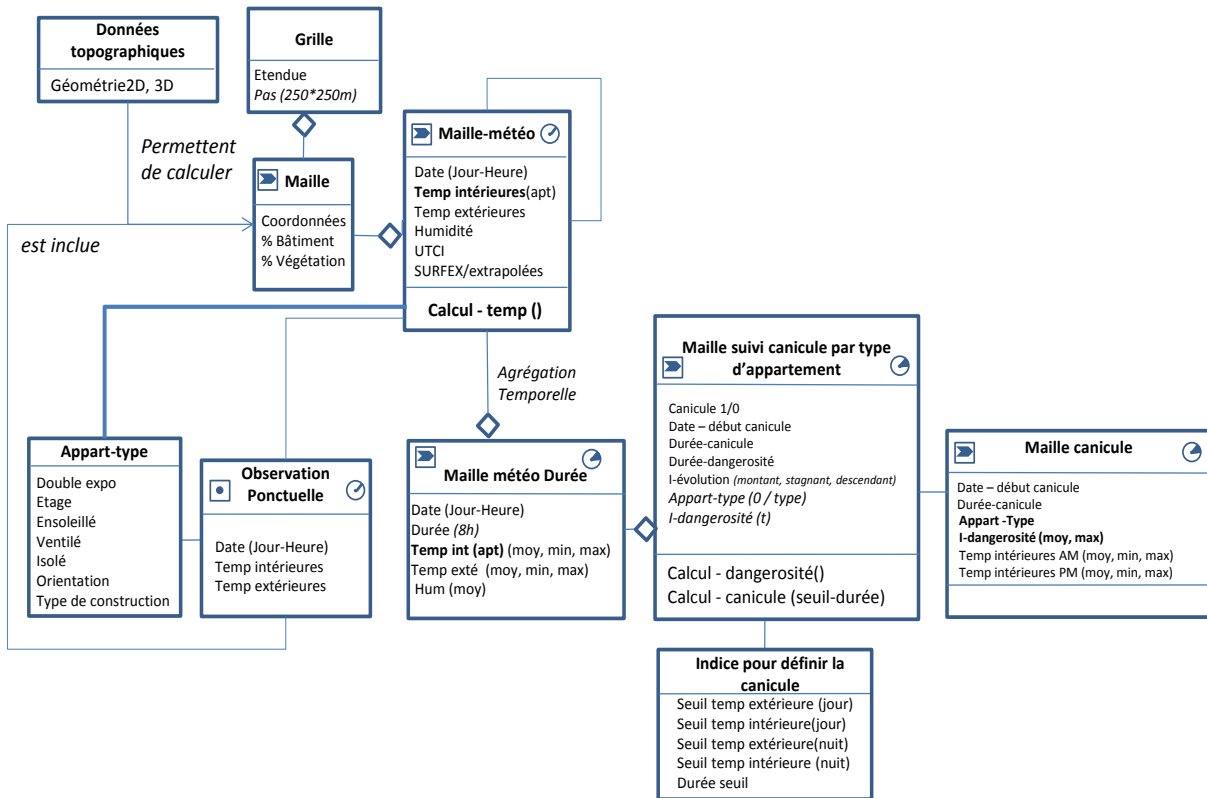 Données
topographiques
Géométrie2D, 3D
Grille
Etendue
Pas (250*250m)
Permettent
de calculer
Maille
Coordonnées
% Bâtiment
% Végétation
est inclue
Maille-météo
Date (Jour-Heure)
Temp intérieures(apt)
Temp extérieures
Humidité
UTCI
SURFEX/extrapolées
Calcul - temp ()
Agrégation
Temporelle
Appart-type
Double expo
Etage
Ensoleillé
Ventilé
Isolé
Orientation
Type de construction
Observation
Ponctuelle
Date (Jour-Heure)
Temp intérieures
Temp extérieures
Maille météo Durée
Date (Jour-Heure)
Durée (8h)
Temp int (apt) (moy, min, max)
Temp exté (moy, min, max)
Hum (moy)
Maille suivi canicule par type
d’appartement
Canicule 1/0
Date – début canicule
Durée-canicule
Durée-dangerosité
I-évolution (montant, stagnant, descendant)
Appart-type (0 / type)
I-dangerosité (t)
Calcul - dangerosité()
Calcul - canicule (seuil-durée)
Maille canicule
Date – début canicule
Durée-canicule
Appart -Type
I-dangerosité (moy, max)
Temp intérieures AM (moy, min, max)
Temp intérieures PM (moy, min, max)
Indice pour définir la
canicule
Seuil temp extérieure (jour)
Seuil temp intérieure(jour)
Seuil temp extérieure(nuit)
Seuil temp intérieure (nuit)
Durée seuil